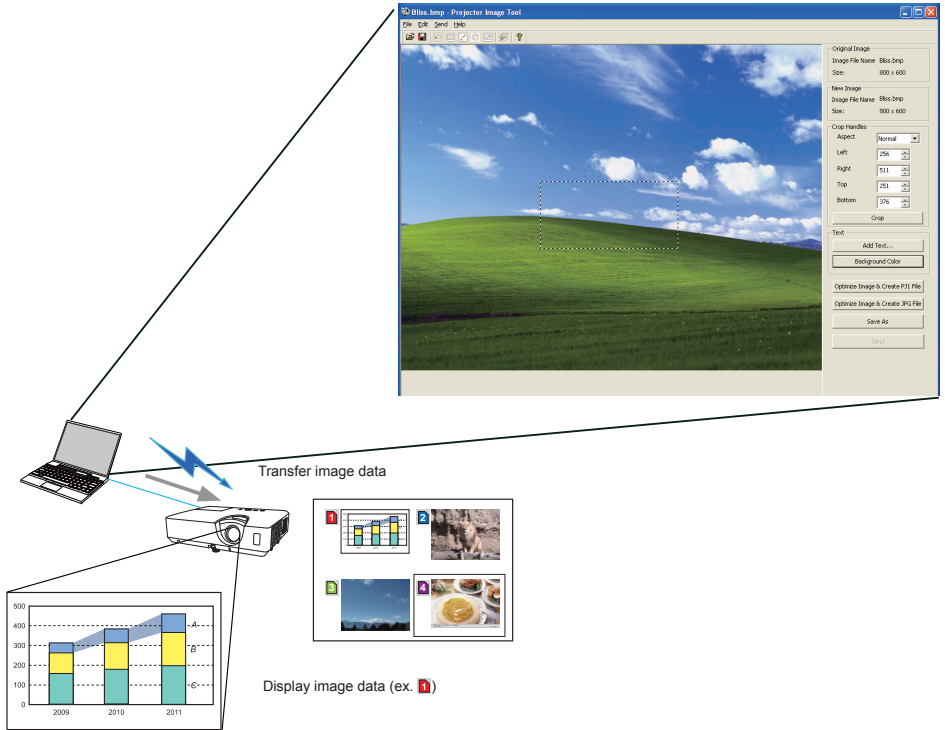 Bliss.bmp - Projector Image Tool
File Edit Send Help
Original Image
Image File Name Bliss.bmp
Size: 800 x 600
New Image
Image File Name Bliss.bmp
Size: 800 x 600
Crop Handles
Aspect Normal
Left 256
Right 511
Top 251
Bottom 376
Crop
Text
Add Text...
Background Color
Optimize Image & Create PJ1 File
Optimize Image & Create JPG File
Save As
Send
Transfer image data
1
2
3
4
2009 2010 2011
500
400
300
200
100
0
A
B
C
2009 2010 2011
Display image data (ex. 1)